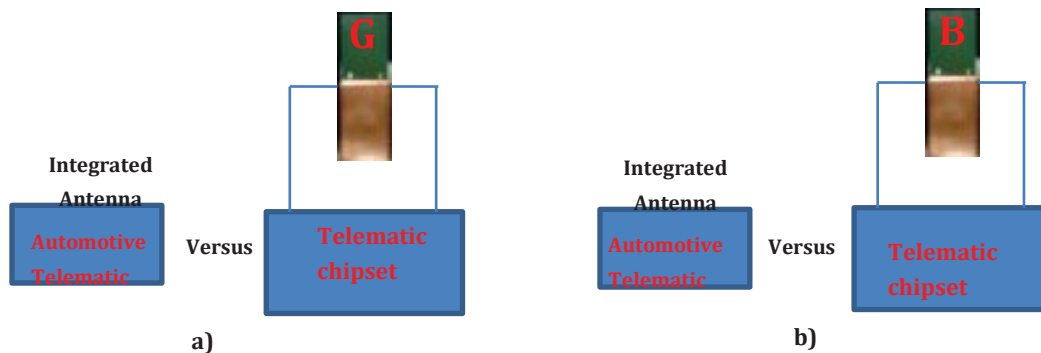 G
Integrated
Antenna
Automotive
Telematic
Versus
Telematic
chipset
a)
B
Integrated
Antenna
Automotive
Telematic
Versus
Telematic
chipset
b)